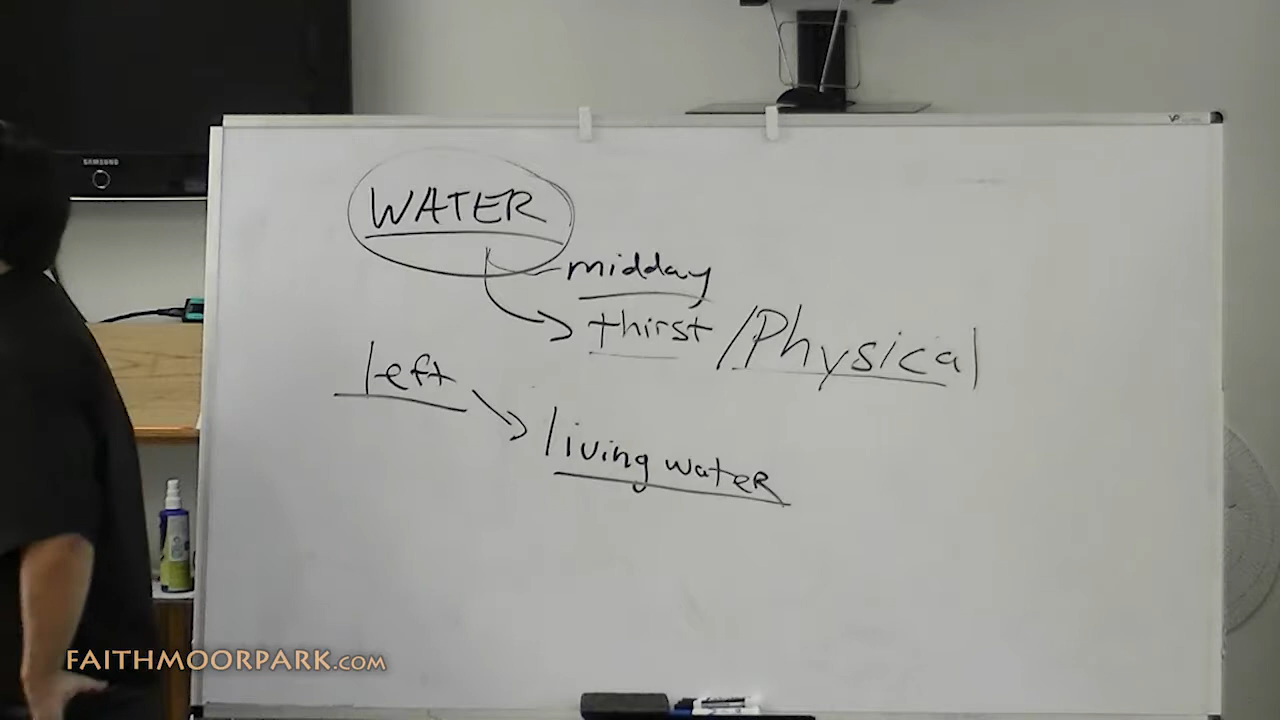 SAMSUNG
WATER
midday
thirst / Physical
left
living water
FAITHMOORPARK.COM